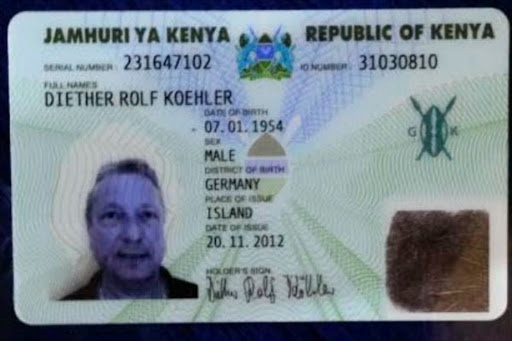 JAMHURI YA KENYA REPUBLIC OF KENYA
SERIAL NUMBER: 231647102 ID NUMBER: 31030810
FULL NAMES
DIETHER ROLF KOEHLER
DATE OF BIRTH
07.01.1954
SEX
MALE
G K
DISTRICT OF BIRTH
GERMANY
PLACE OF ISSUE
ISLAND
DATE OF ISSUE
20.11.2012
HOLDER'S SIGN.
Diether Rolf Köhler